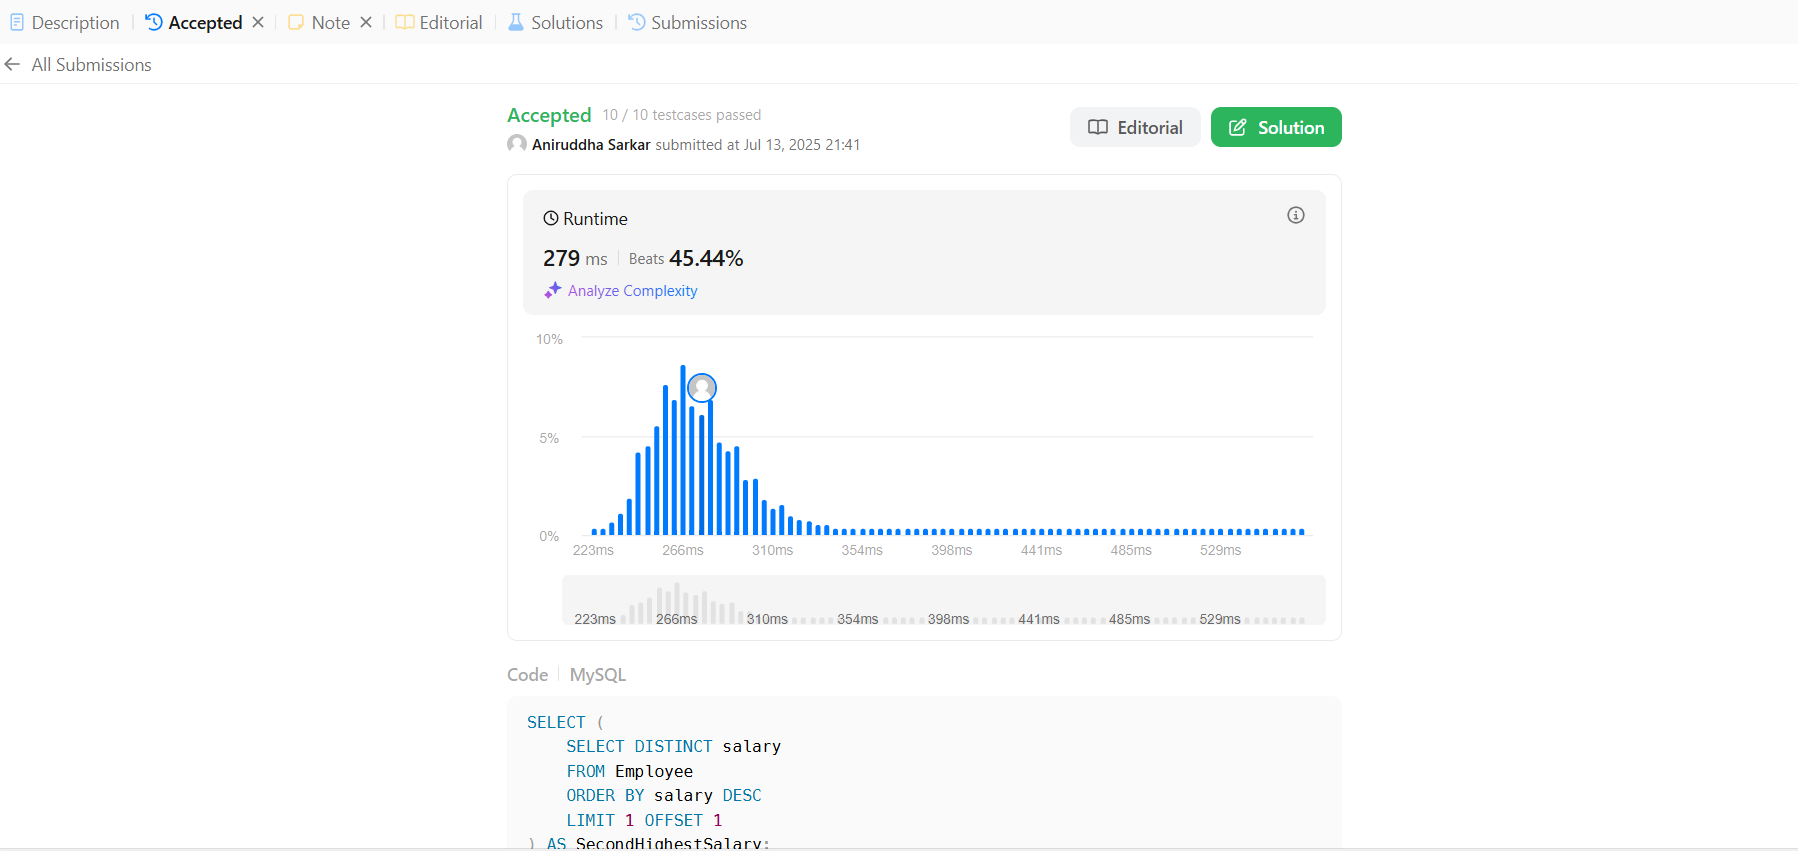 Description Accepted Note Editorial Solutions Submissions
All Submissions
Accepted 10 / 10 testcases passed
Aniruddha Sarkar submitted at Jul 13, 2025 21:41
Editorial Solution
Runtime
279 ms Beats 45.44%
Analyze Complexity
10%
5%
0%
223ms 266ms 310ms 354ms 398ms 441ms 485ms 529ms
223ms 266ms 310ms 354ms 398ms 441ms 485ms 529ms
Code MySQL
SELECT (
    SELECT DISTINCT salary
    FROM Employee
    ORDER BY salary DESC
    LIMIT 1 OFFSET 1
) AS SecondHighestSalary;